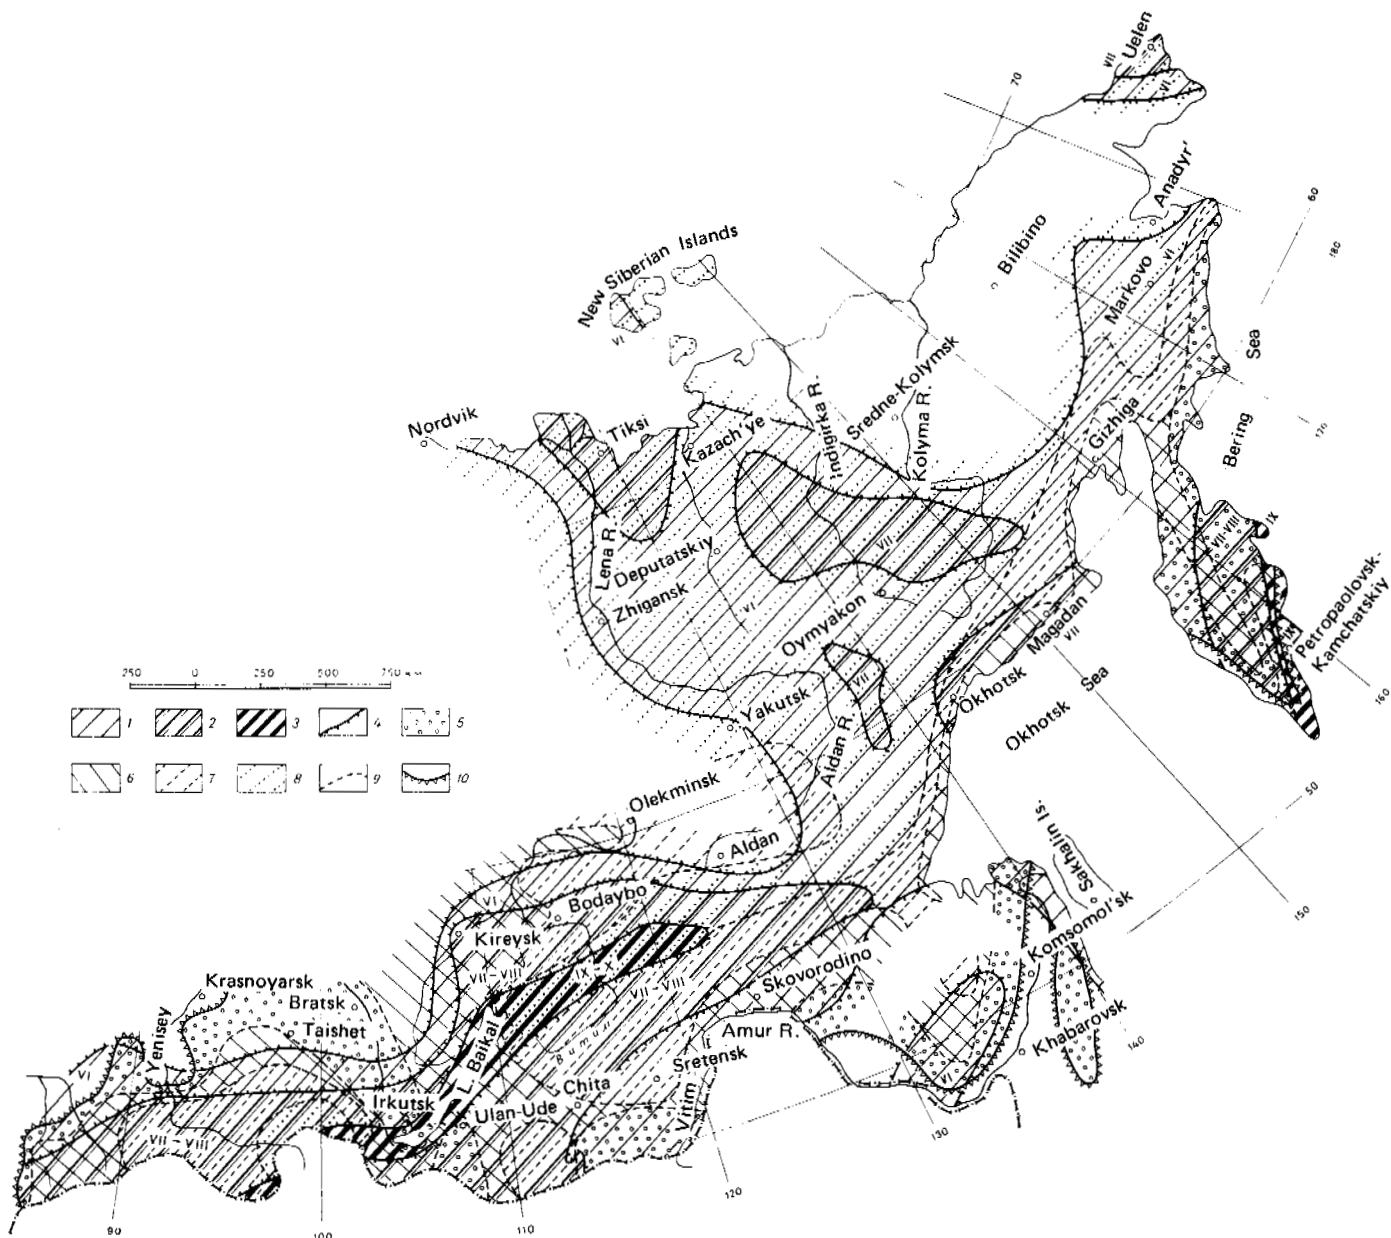 Uelen
VII
VI
70
Anadyr'
60
180
Bilibino
New Siberian Islands
VI
Markovo
VI
Sea
Bering
170
Sredne-Kolymsk
Indigirka R.
Kolyma R.
Gizhiga
Nordvik
Tiksi
Kazach'ye
IX
VII-VIII
VII
Lena R.
Deputatskiy
Zhigansk
VI
Oymyakon
Magadan
VII
IX
Petropaolovsk-
Kamchatskiy
160
250 0 250 500 750
1 2 3 4 5
6 7 8 9 10
VII
Yakutsk
Okhotsk
Okhotsk Sea
Aldan R.
Olekminsk
50
Aldan
Sakhalin Is.
VI
Bodaybo
150
Komsomol'sk
Kireysk
VII-VIII
IX-X
VII-VIII
Skovorodino
Krasnoyarsk
Bratsk
Taishet
Yenisey
L. Baikal
Amur R.
Khabarovsk
140
Sretensk
VI
VI
Chita
Irkutsk
Ulan-Ude
Vitim
VII-VIII
130
120
90
100
110